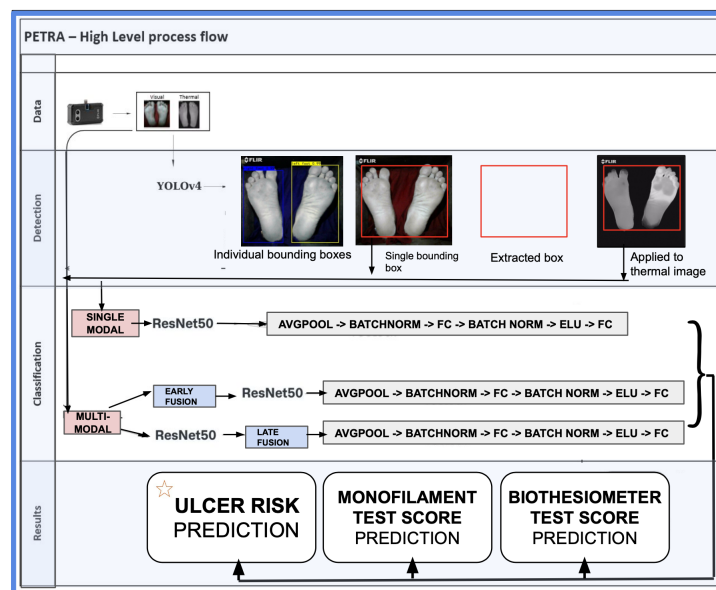 PETRA – High Level process flow
Data
Visual
Thermal
Detection
YOLOv4
FLIR
FLIR
FLIR
Individual bounding boxes
Single bounding
box
Extracted box
Applied to
thermal image
Classification
SINGLE
MODAL
ResNet50
AVGPOOL -> BATCHNORM -> FC -> BATCH NORM -> ELU -> FC
MULTI-
MODAL
EARLY
FUSION
ResNet50
AVGPOOL -> BATCHNORM -> FC -> BATCH NORM -> ELU -> FC
ResNet50
LATE
FUSION
AVGPOOL -> BATCHNORM -> FC -> BATCH NORM -> ELU -> FC
Results
ULCER RISK
PREDICTION
MONOFILAMENT
TEST SCORE
PREDICTION
BIOTHESIOMETER
TEST SCORE
PREDICTION